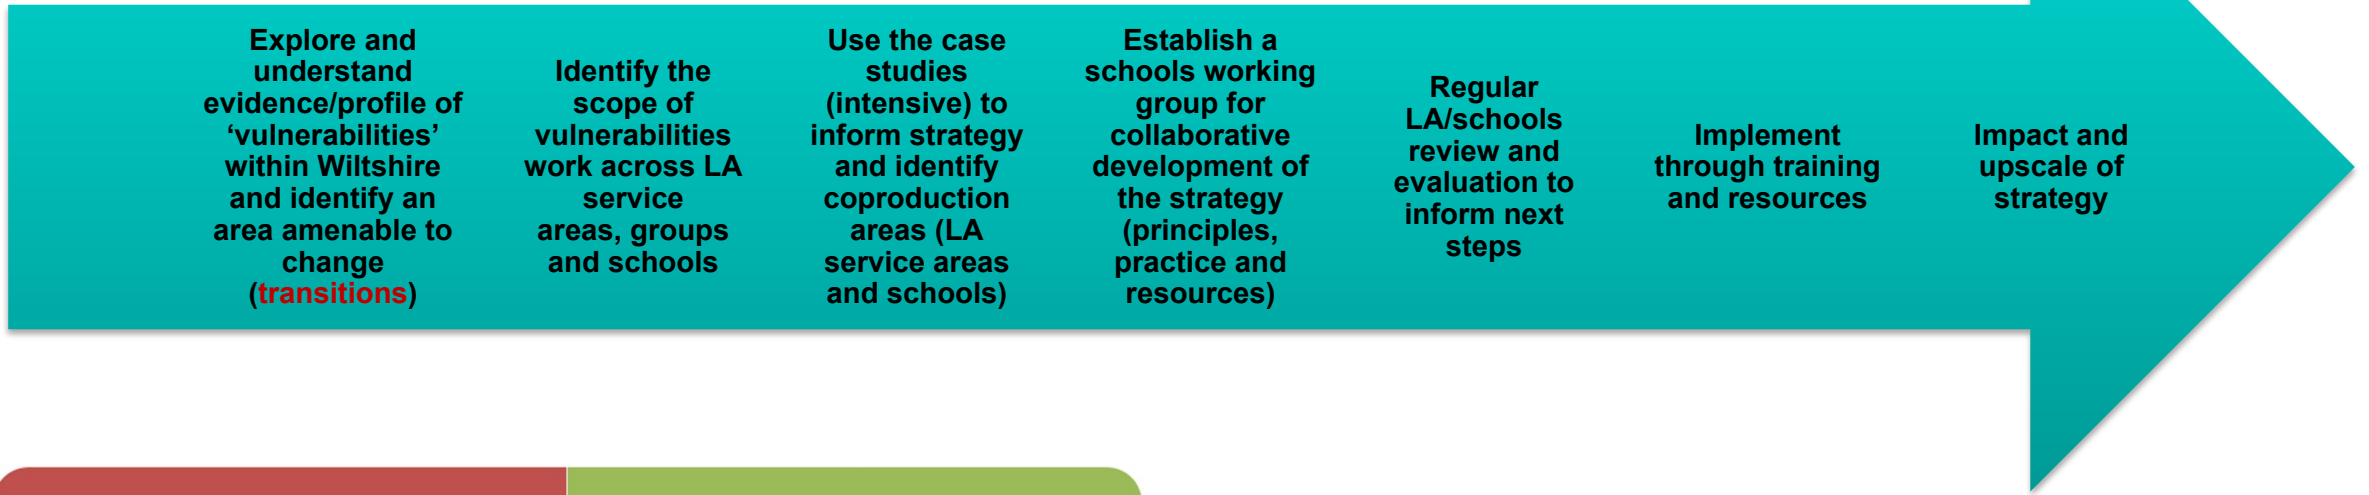 Explore and
understand
evidence/profile of
‘vulnerabilities’
within Wiltshire
and identify an
area amenable to
change
(transitions)
Identify the
scope of
vulnerabilities
work across LA
service
areas, groups
and schools
Use the case
studies
(intensive) to
inform strategy
and identify
coproduction
areas (LA
service areas
and schools)
Establish a
schools working
group for
collaborative
development of
the strategy
(principles,
practice and
resources)
Regular
LA/schools
review and
evaluation to
inform next
steps
Implement
through training
and resources
Impact and
upscale of
strategy